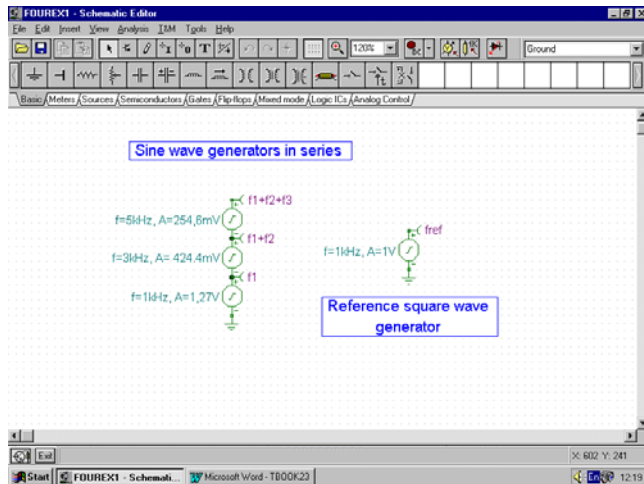 FOUREX1 - Schematic Editor
File Edit Insert View Analysis T&M Tools Help
120%
Ground
Basic Meters Sources Semiconductors Gates Flip-flops Mixed mode Logic ICs Analog Control
Sine wave generators in series
f1+f2+f3
f=5kHz, A=254,6mV
f1+f2
f=3kHz, A= 424.4mV
f1
f=1kHz, A=1,27V
fref
f=1kHz, A=1V
Reference square wave
generator
Exit
X: 602 Y: 241
Start FOUREX1 - Schemati... Microsoft Word - TBOOK23 En 12:19